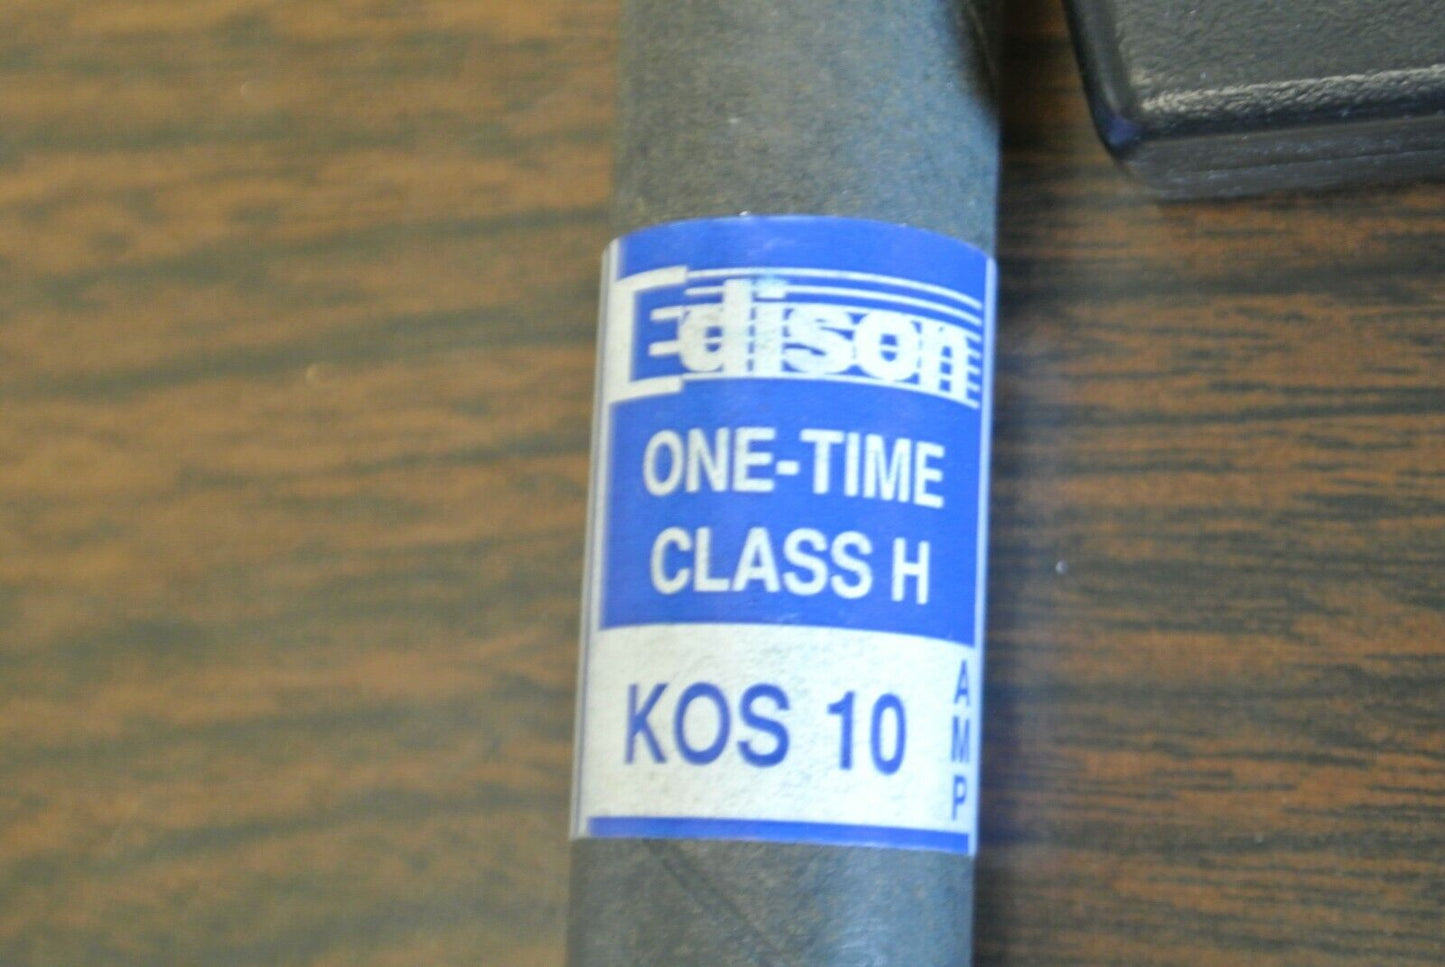 Edison
ONE-TIME
CLASS H
KOS 10
AMP